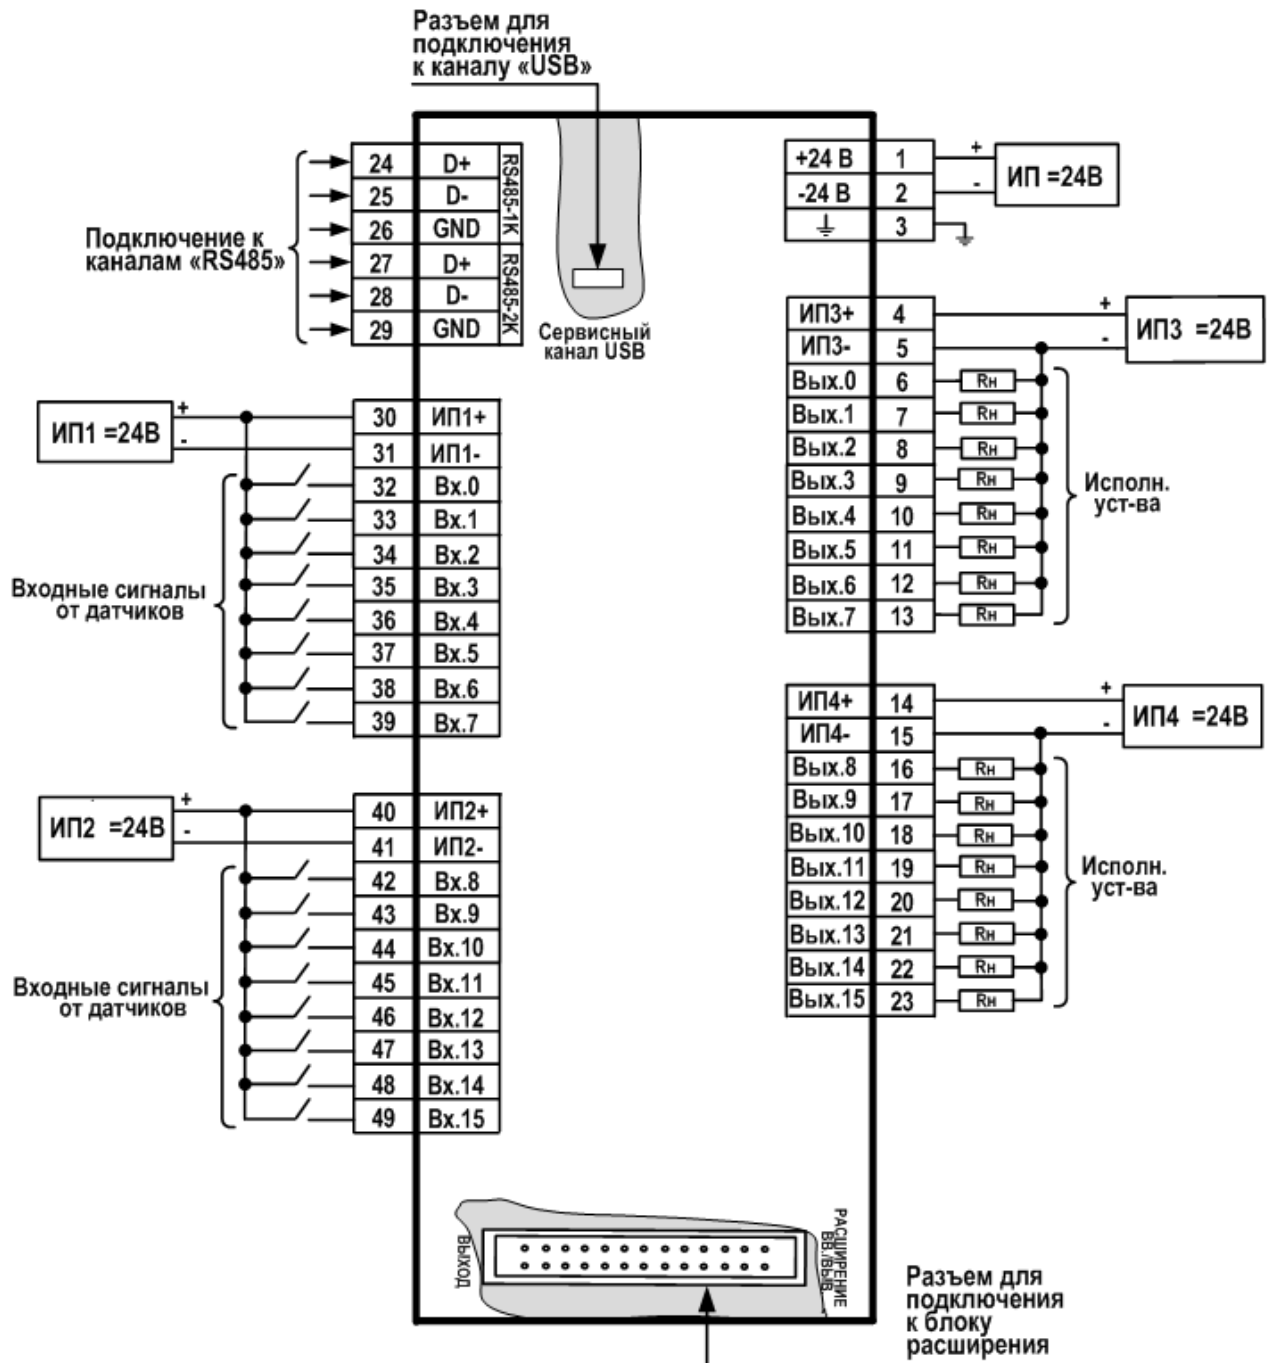 Разъем для
подключения
к каналу «USB»
24 D+
25 D-
26 GND
RS485-1К
27 D+
28 D-
29 GND
RS485-2К
Подключение к
каналам «RS485»
Сервисный
канал USB
+24 В 1
-24 В 2
3
+
-
ИП =24В
ИП3+ 4
ИП3- 5
Вых.0 6 Rн
Вых.1 7 Rн
Вых.2 8 Rн
Вых.3 9 Rн
Вых.4 10 Rн
Вых.5 11 Rн
Вых.6 12 Rн
Вых.7 13 Rн
+
-
ИП3 =24В
Исполн.
уст-ва
ИП1 =24В
+
-
30 ИП1+
31 ИП1-
32 Вх.0
33 Вх.1
34 Вх.2
35 Вх.3
36 Вх.4
37 Вх.5
38 Вх.6
39 Вх.7
Входные сигналы
от датчиков
ИП4+ 14
ИП4- 15
Вых.8 16 Rн
Вых.9 17 Rн
Вых.10 18 Rн
Вых.11 19 Rн
Вых.12 20 Rн
Вых.13 21 Rн
Вых.14 22 Rн
Вых.15 23 Rн
+
-
ИП4 =24В
Исполн.
уст-ва
ИП2 =24В
+
-
40 ИП2+
41 ИП2-
42 Вх.8
43 Вх.9
44 Вх.10
45 Вх.11
46 Вх.12
47 Вх.13
48 Вх.14
49 Вх.15
Входные сигналы
от датчиков
ВЫХОД
РАСШИРЕНИЕ
ВВ./ВЫВ.
Разъем для
подключения
к блоку
расширения